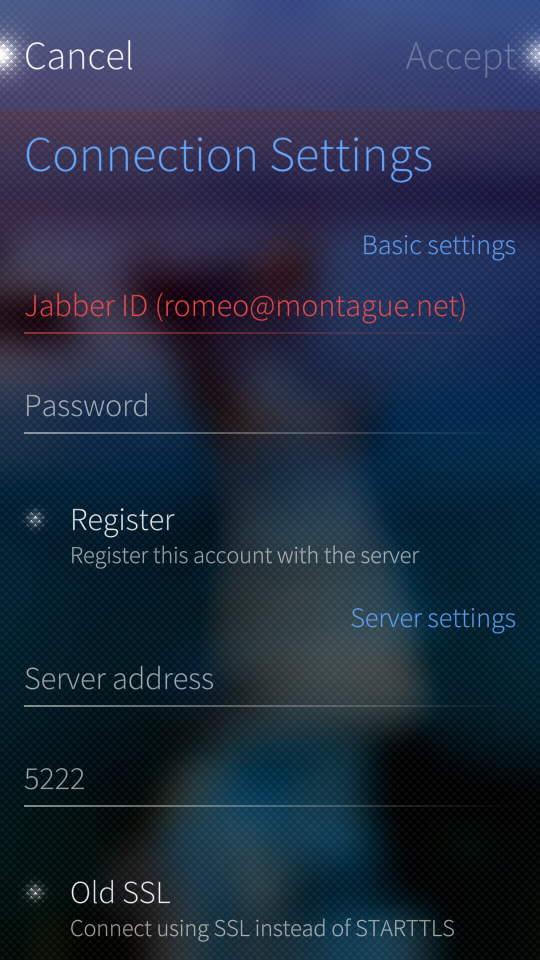 Cancel
Accept
Connection Settings
Basic settings
Jabber ID (romeo@montague.net)
Password
Register
Register this account with the server
Server settings
Server address
5222
Old SSL
Connect using SSL instead of STARTTLS